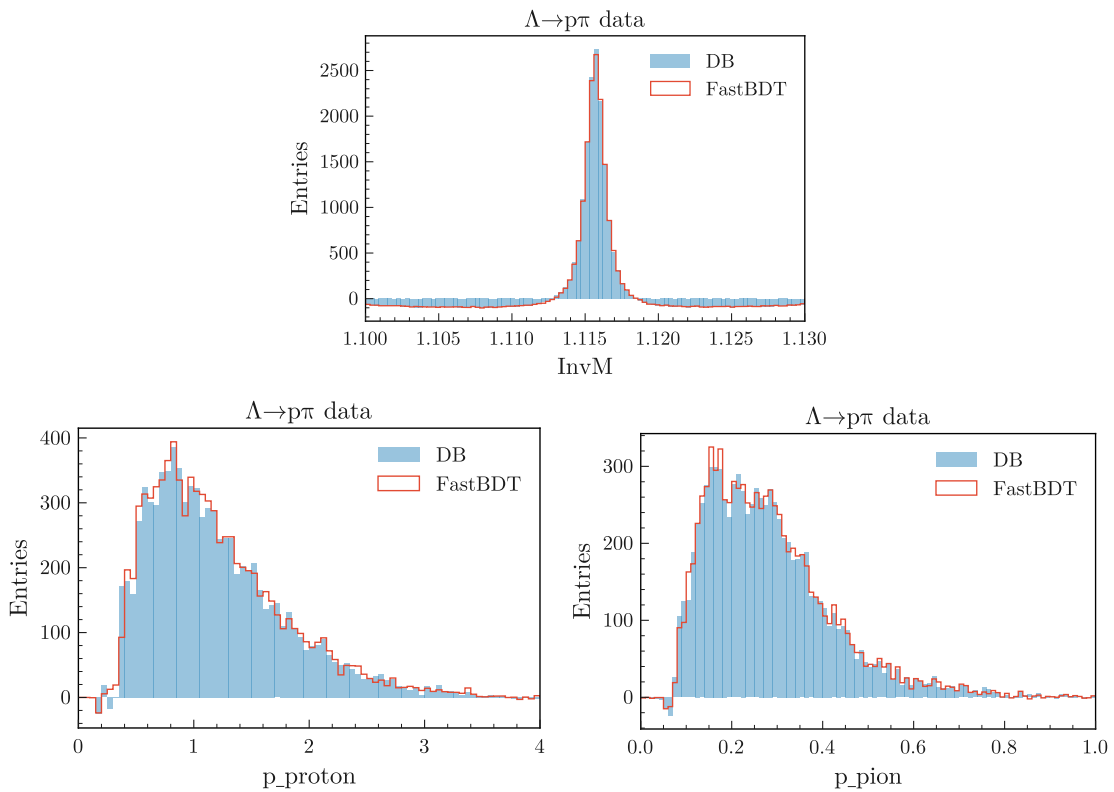 Λ→pπ data
DB
FastBDT
Entries
2500
2000
1500
1000
500
0
1.100 1.105 1.110 1.115 1.120 1.125 1.130
InvM
Λ→pπ data
DB
FastBDT
Entries
400
300
200
100
0
0 1 2 3 4
p_proton
Λ→pπ data
DB
FastBDT
Entries
300
200
100
0
0.0 0.2 0.4 0.6 0.8 1.0
p_pion